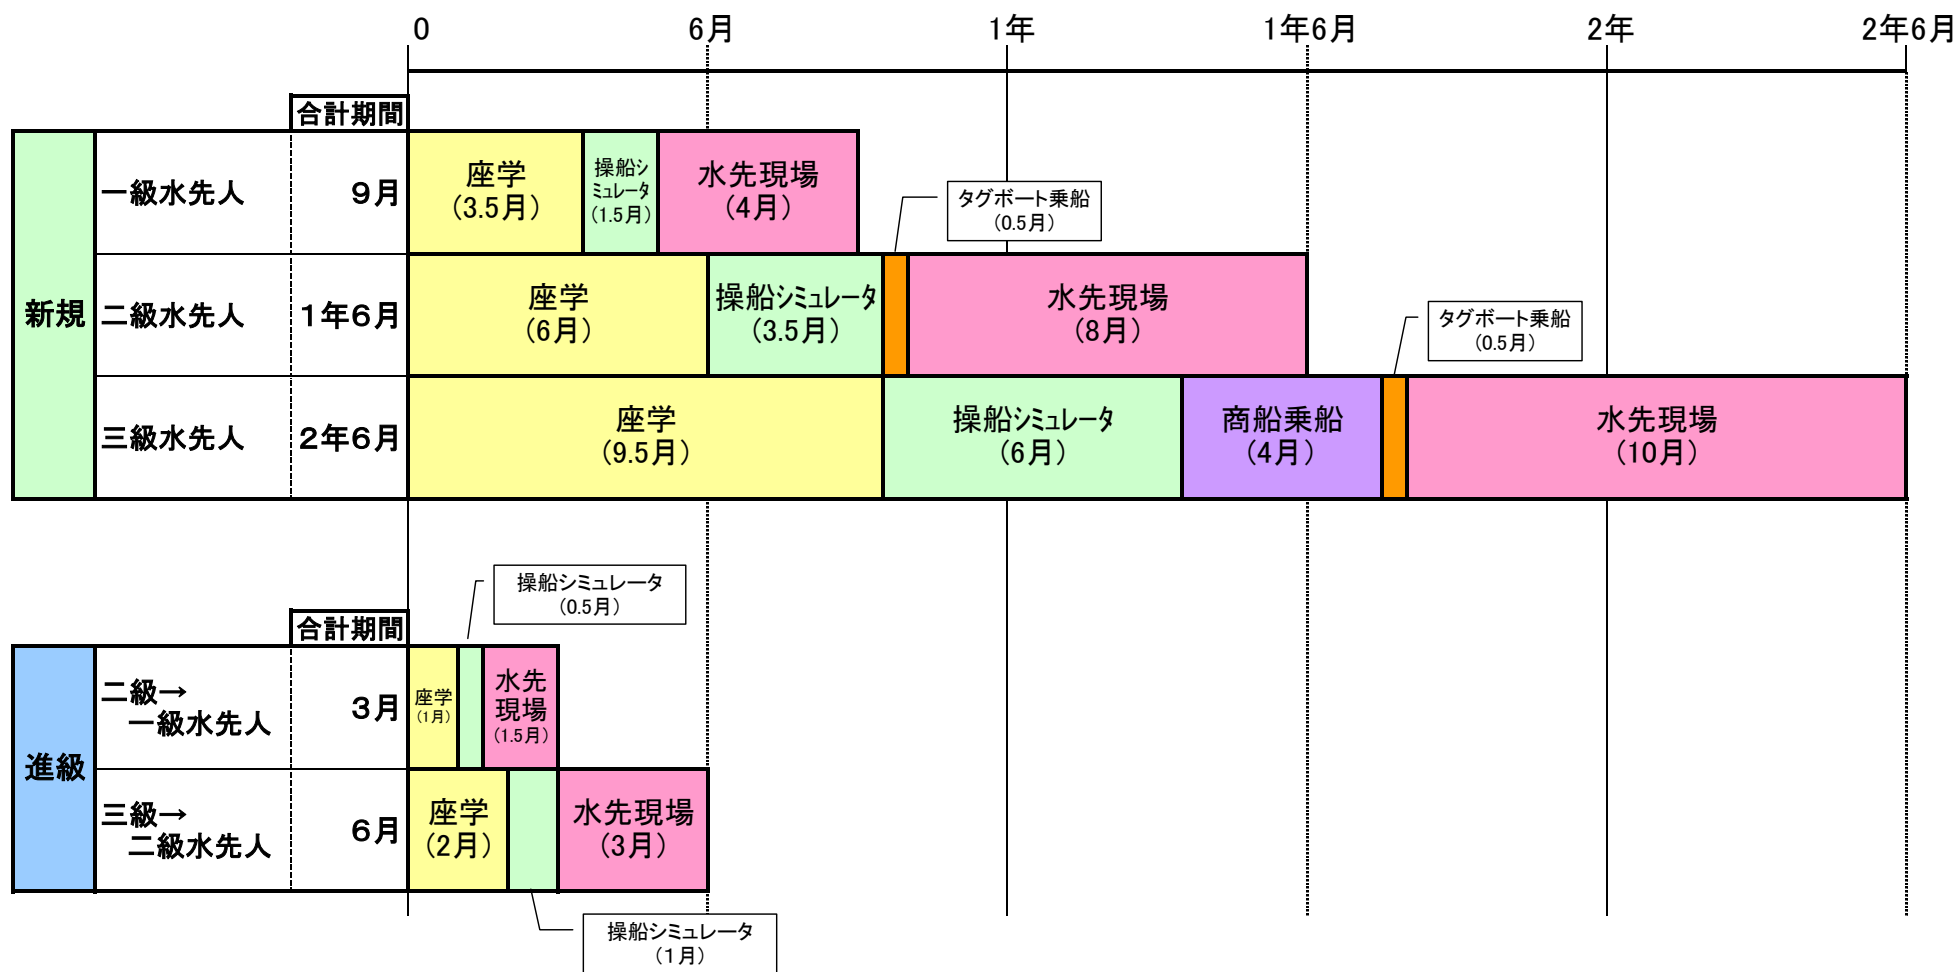 0
6月
1年
1年6月
2年
2年6月
合計期間
新規
一級水先人
９月
座学
(3.5月)
操船シ
ミュレータ
(1.5月)
水先現場
(4月)
タグボート乗船
(0.5月)
二級水先人
１年６月
座学
(6月)
操船シミュレータ
(3.5月)
水先現場
(8月)
タグボート乗船
(0.5月)
三級水先人
２年６月
座学
(9.5月)
操船シミュレータ
(6月)
商船乗船
(4月)
水先現場
(10月)
操船シミュレータ
(0.5月)
合計期間
進級
二級→
一級水先人
３月
座学
(1月)
水先
現場
(1.5月)
三級→
二級水先人
６月
座学
(2月)
水先現場
(3月)
操船シミュレータ
(１月)